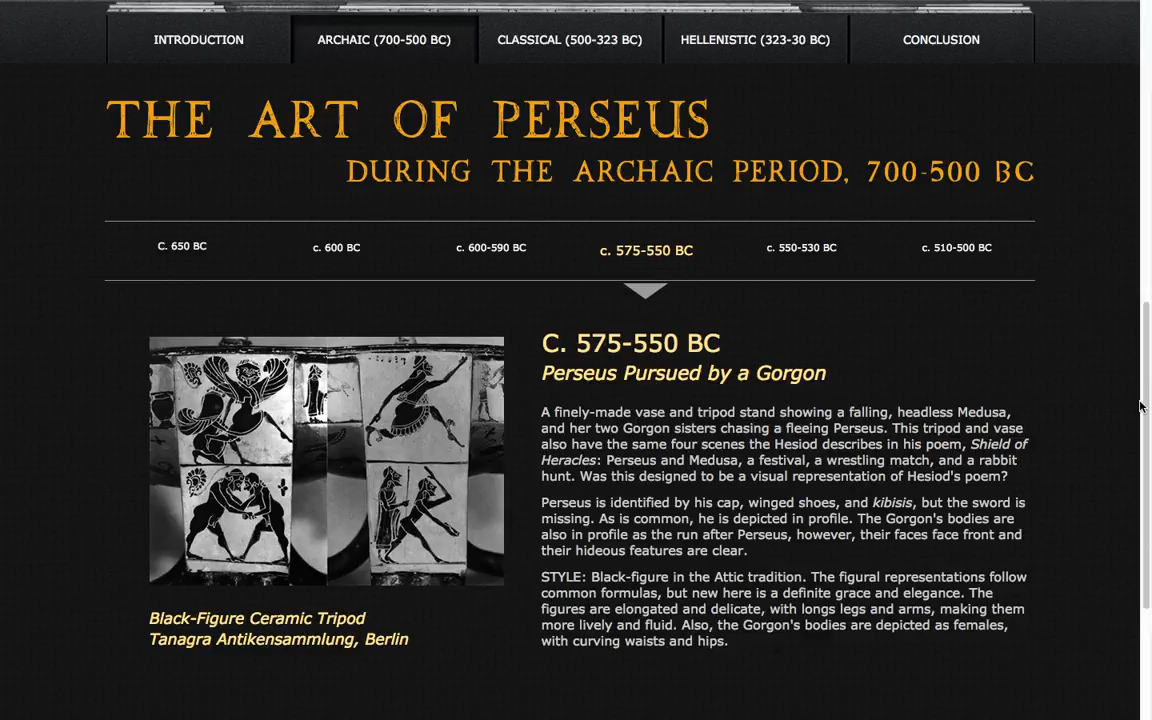 INTRODUCTION
ARCHAIC (700-500 BC)
CLASSICAL (500-323 BC)
HELLENISTIC (323-30 BC)
CONCLUSION
THE ART OF PERSEUS
DURING THE ARCHAIC PERIOD, 700-500 BC
C. 650 BC
c. 600 BC
c. 600-590 BC
c. 575-550 BC
c. 550-530 BC
c. 510-500 BC
C. 575-550 BC
Perseus Pursued by a Gorgon
A finely-made vase and tripod stand showing a falling, headless Medusa,
and her two Gorgon sisters chasing a fleeing Perseus. This tripod and vase
also have the same four scenes the Hesiod describes in his poem, Shield of
Heracles: Perseus and Medusa, a festival, a wrestling match, and a rabbit
hunt. Was this designed to be a visual representation of Hesiod's poem?
Perseus is identified by his cap, winged shoes, and kibisis, but the sword is
missing. As is common, he is depicted in profile. The Gorgon's bodies are
also in profile as the run after Perseus, however, their faces face front and
their hideous features are clear.
STYLE: Black-figure in the Attic tradition. The figural representations follow
common formulas, but new here is a definite grace and elegance. The
figures are elongated and delicate, with longs legs and arms, making them
more lively and fluid. Also, the Gorgon's bodies are depicted as females,
with curving waists and hips.
Black-Figure Ceramic Tripod
Tanagra Antikensammlung, Berlin